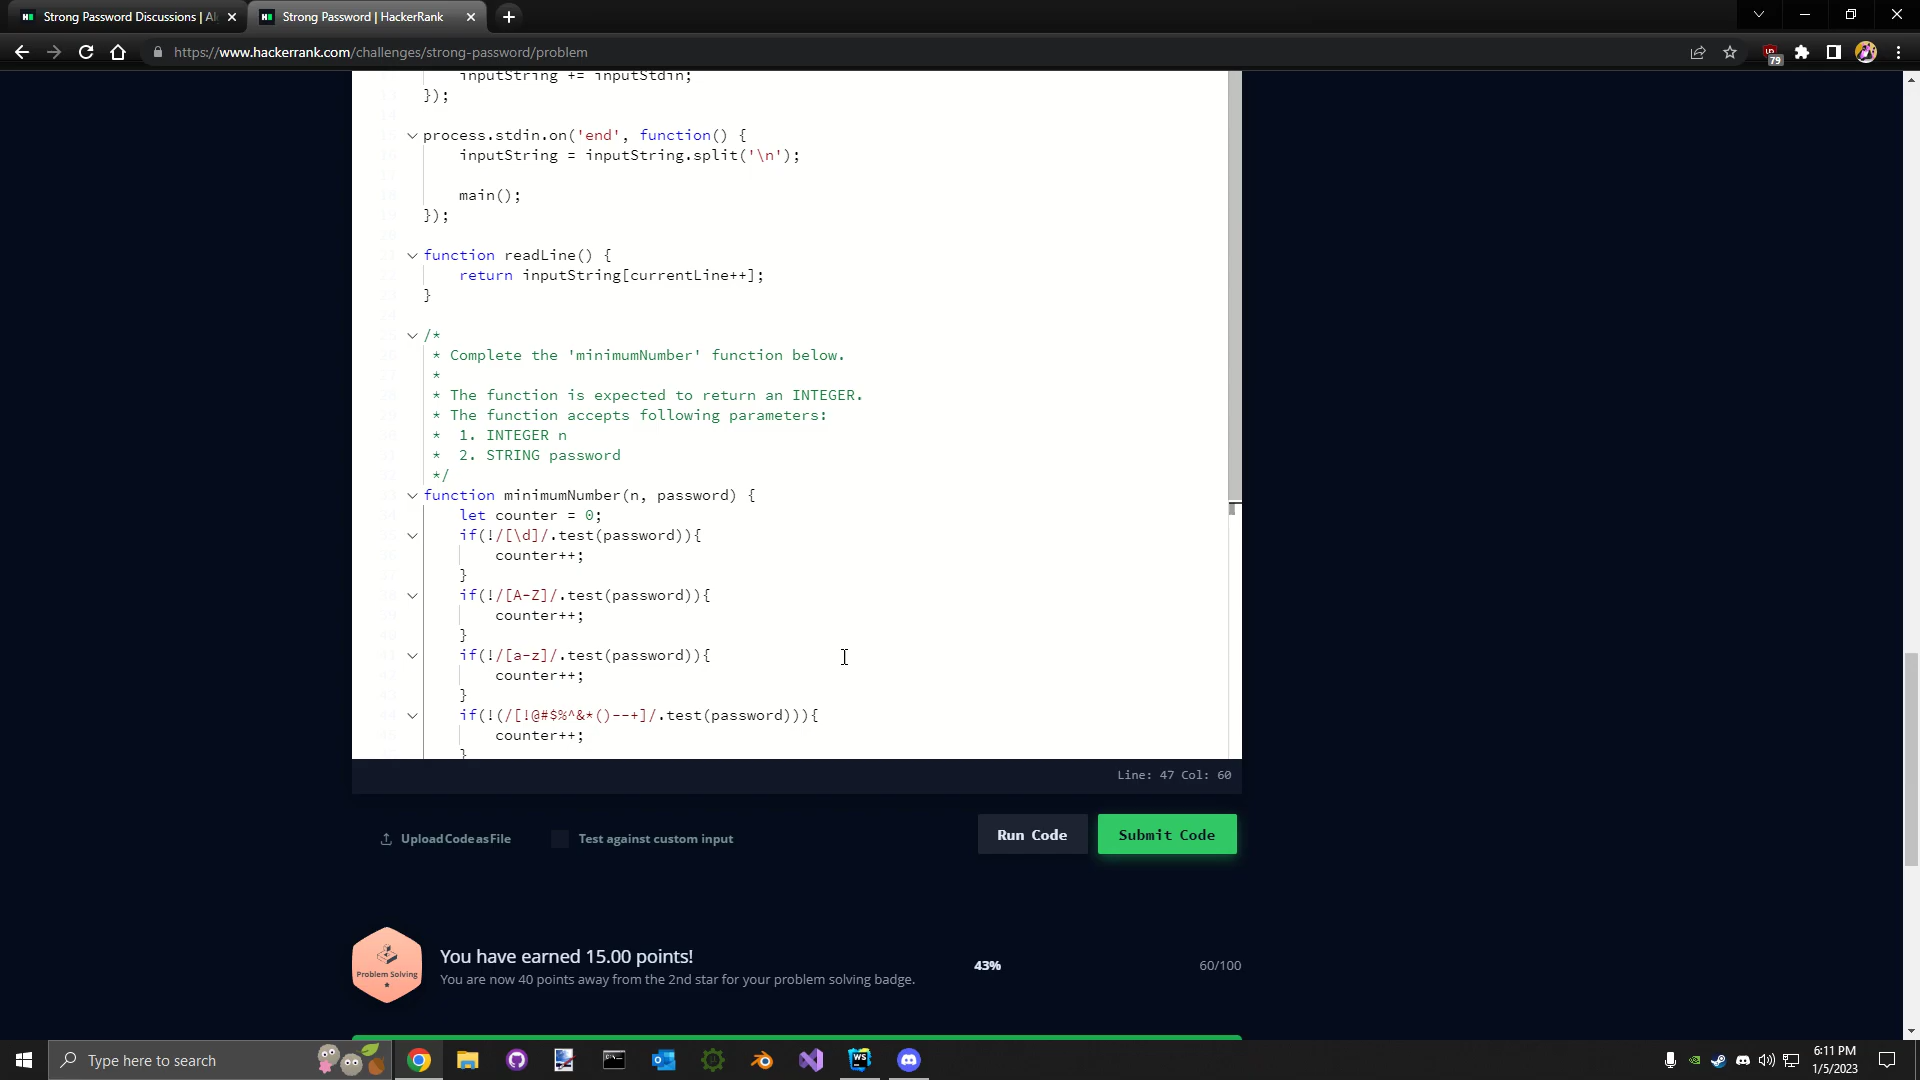 Strong Password Discussions | Al
Strong Password | HackerRank
https://www.hackerrank.com/challenges/strong-password/problem
79
inputString += inputStdin;
});
process.stdin.on('end', function() {
inputString = inputString.split('\n');
main();
});
function readLine() {
return inputString[currentLine++];
}
/*
* Complete the 'minimumNumber' function below.
*
* The function is expected to return an INTEGER.
* The function accepts following parameters:
*  1. INTEGER n
*  2. STRING password
*/
function minimumNumber(n, password) {
let counter = 0;
if(!/[\d]/.test(password)){
counter++;
}
if(!/[A-Z]/.test(password)){
counter++;
}
if(!/[a-z]/.test(password)){
counter++;
}
if(!(/[!@#$%^&*()--+]/.test(password))){
counter++;
}
Line: 47 Col: 60
Upload Code as File
Test against custom input
Run Code
Submit Code
Problem Solving
You have earned 15.00 points!
You are now 40 points away from the 2nd star for your problem solving badge.
43%
60/100
Type here to search
WS
6:11 PM
1/5/2023